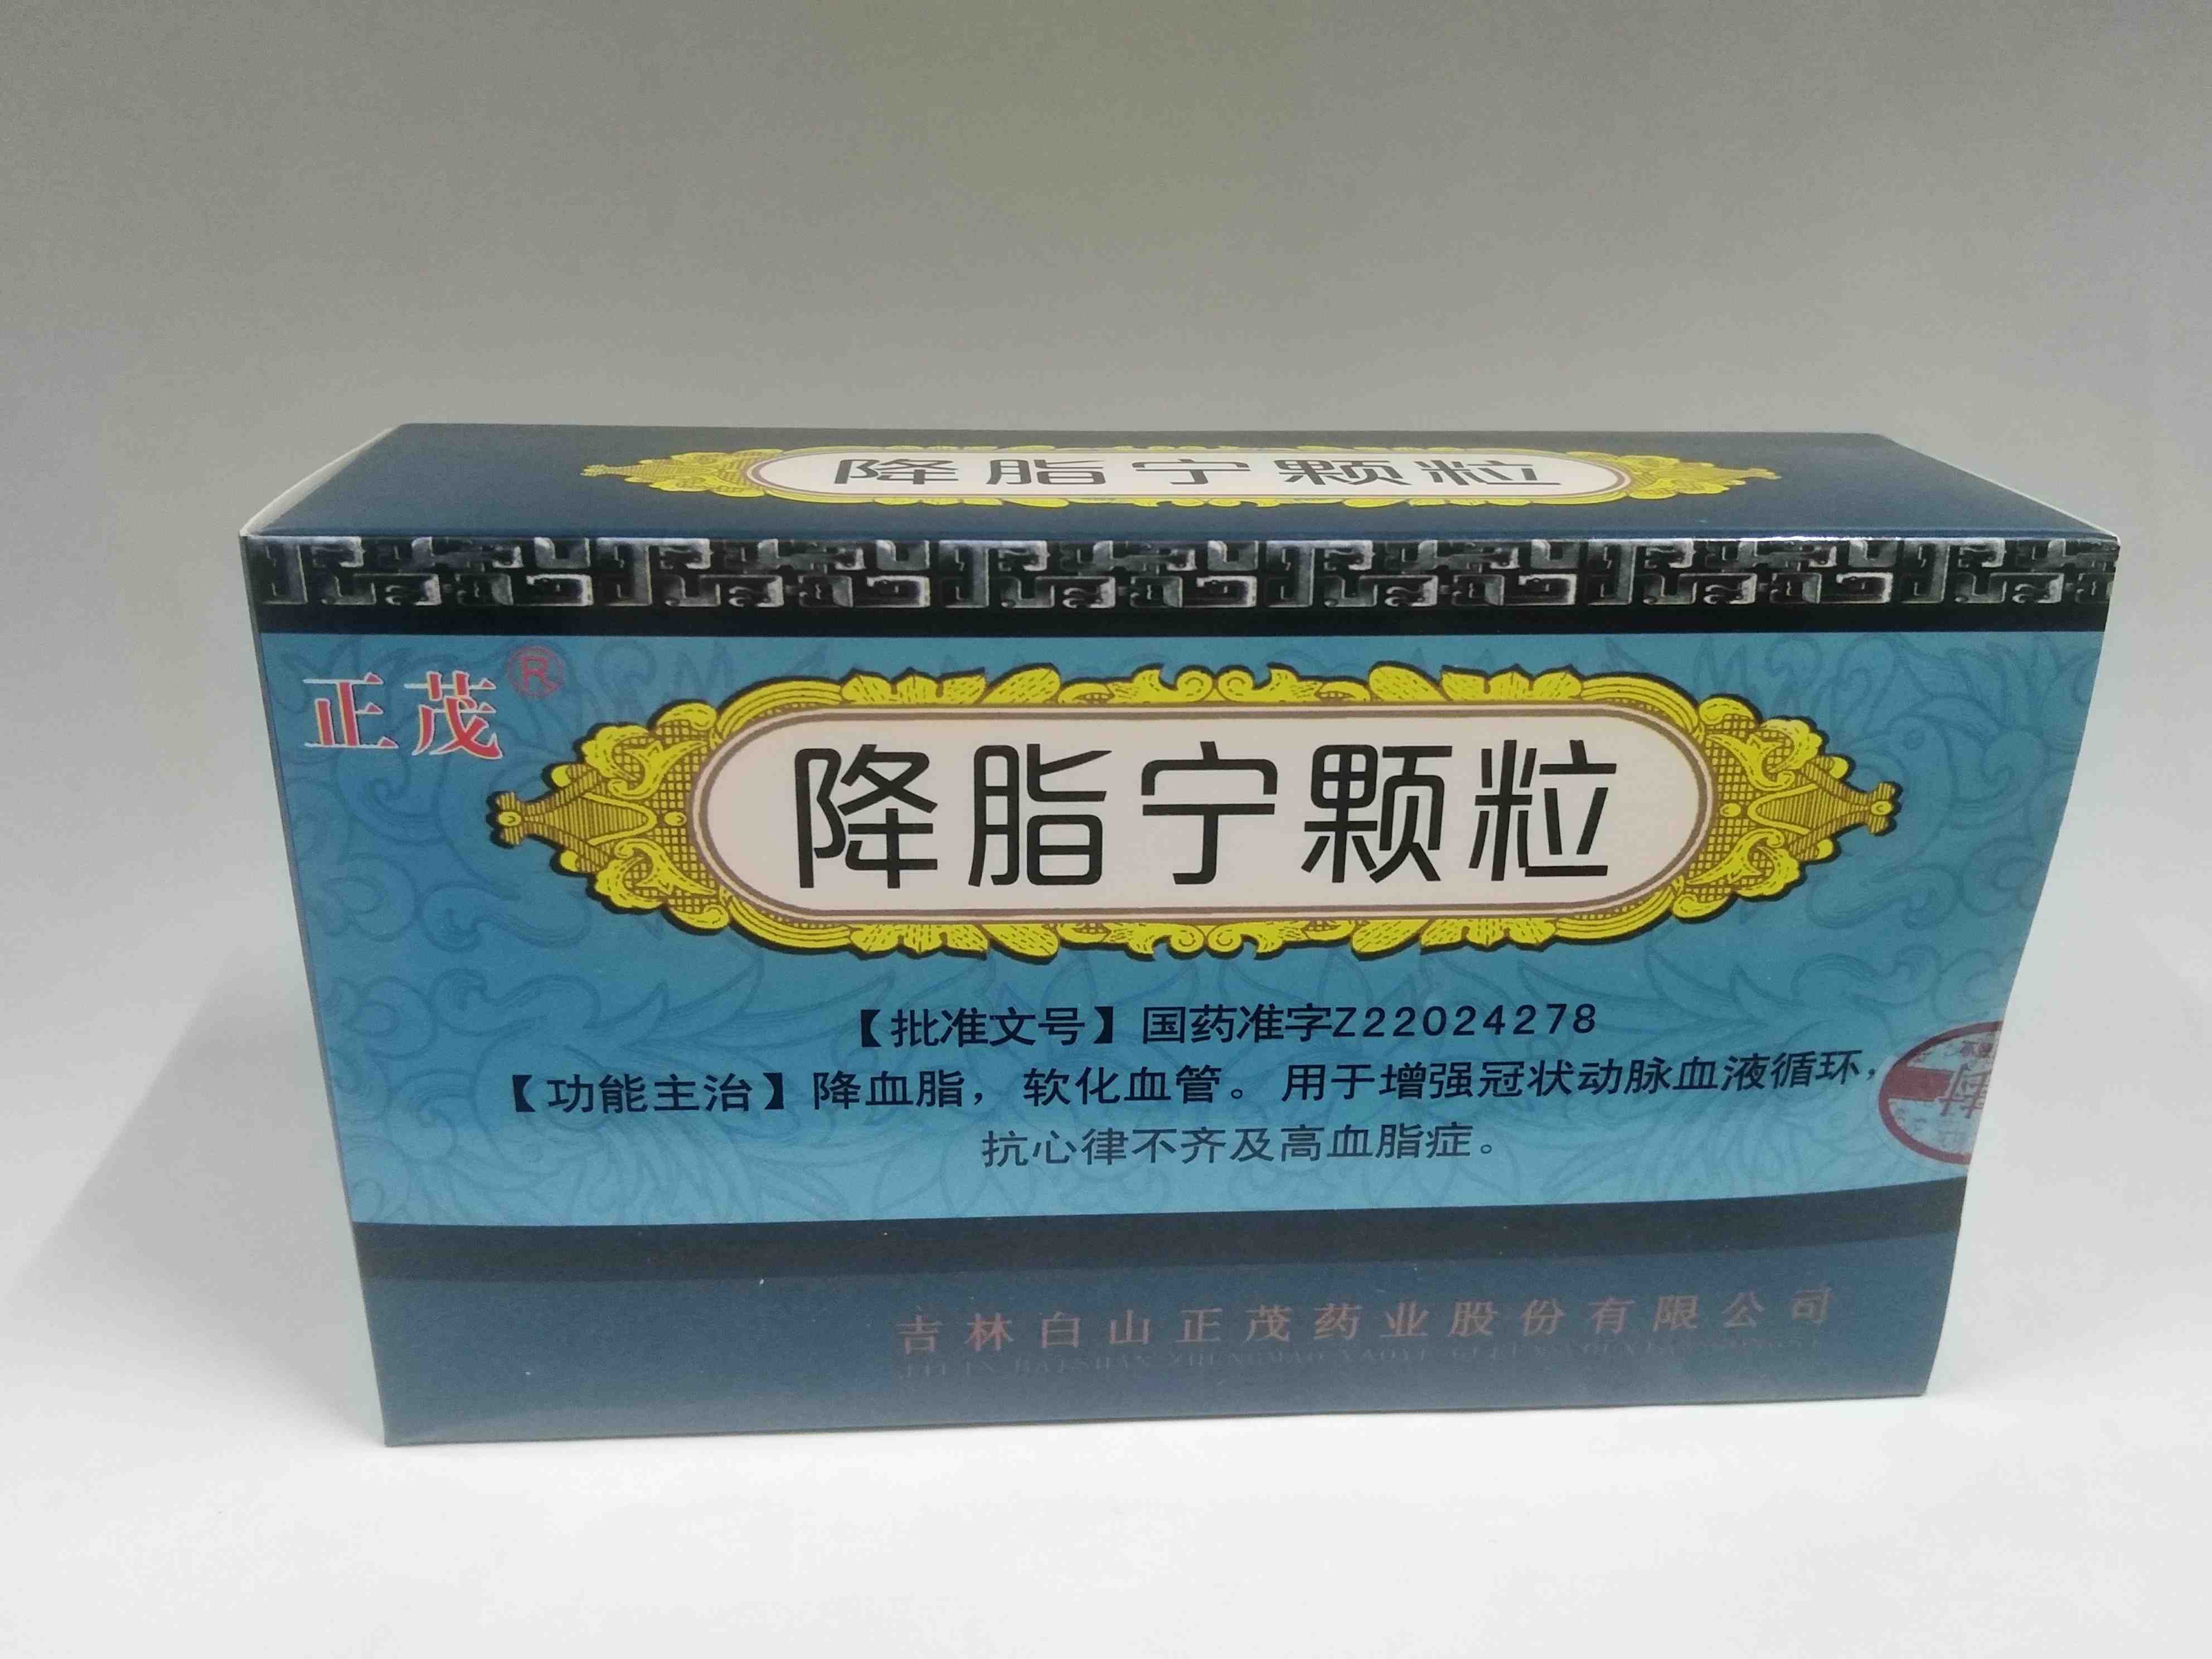 降脂宁颗粒
正茂®
降脂宁颗粒
【批准文号】国药准字Z22024278
【功能主治】降血脂，软化血管。用于增强冠状动脉血液循环，
抗心律不齐及高血脂症。
吉林白山正茂药业股份有限公司